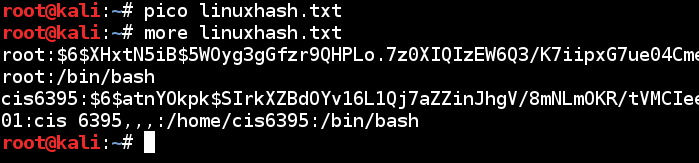 root@kali:~# pico linuxhash.txt
root@kali:~# more linuxhash.txt
root:$6$XHxtN5iB$5WOyg3gGfzr9QHPLo.7z0XIQIzEW6Q3/K7iipxG7ue04Cme
root:/bin/bash
cis6395:$6$atnYOkpk$SIrkXZBdOYv16L1Qj7aZZinJhgV/8mNLmOKR/tVMCIee
01:cis 6395,,,:/home/cis6395:/bin/bash
root@kali:~#